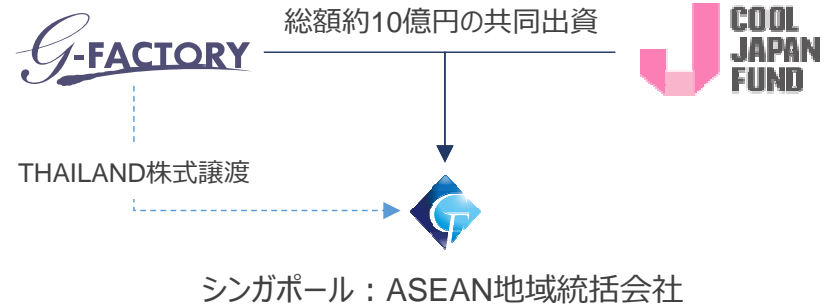 G-FACTORY
総額約10億円の共同出資
COOL
JAPAN
FUND
THAILAND株式譲渡
シンガポール：ASEAN地域統括会社